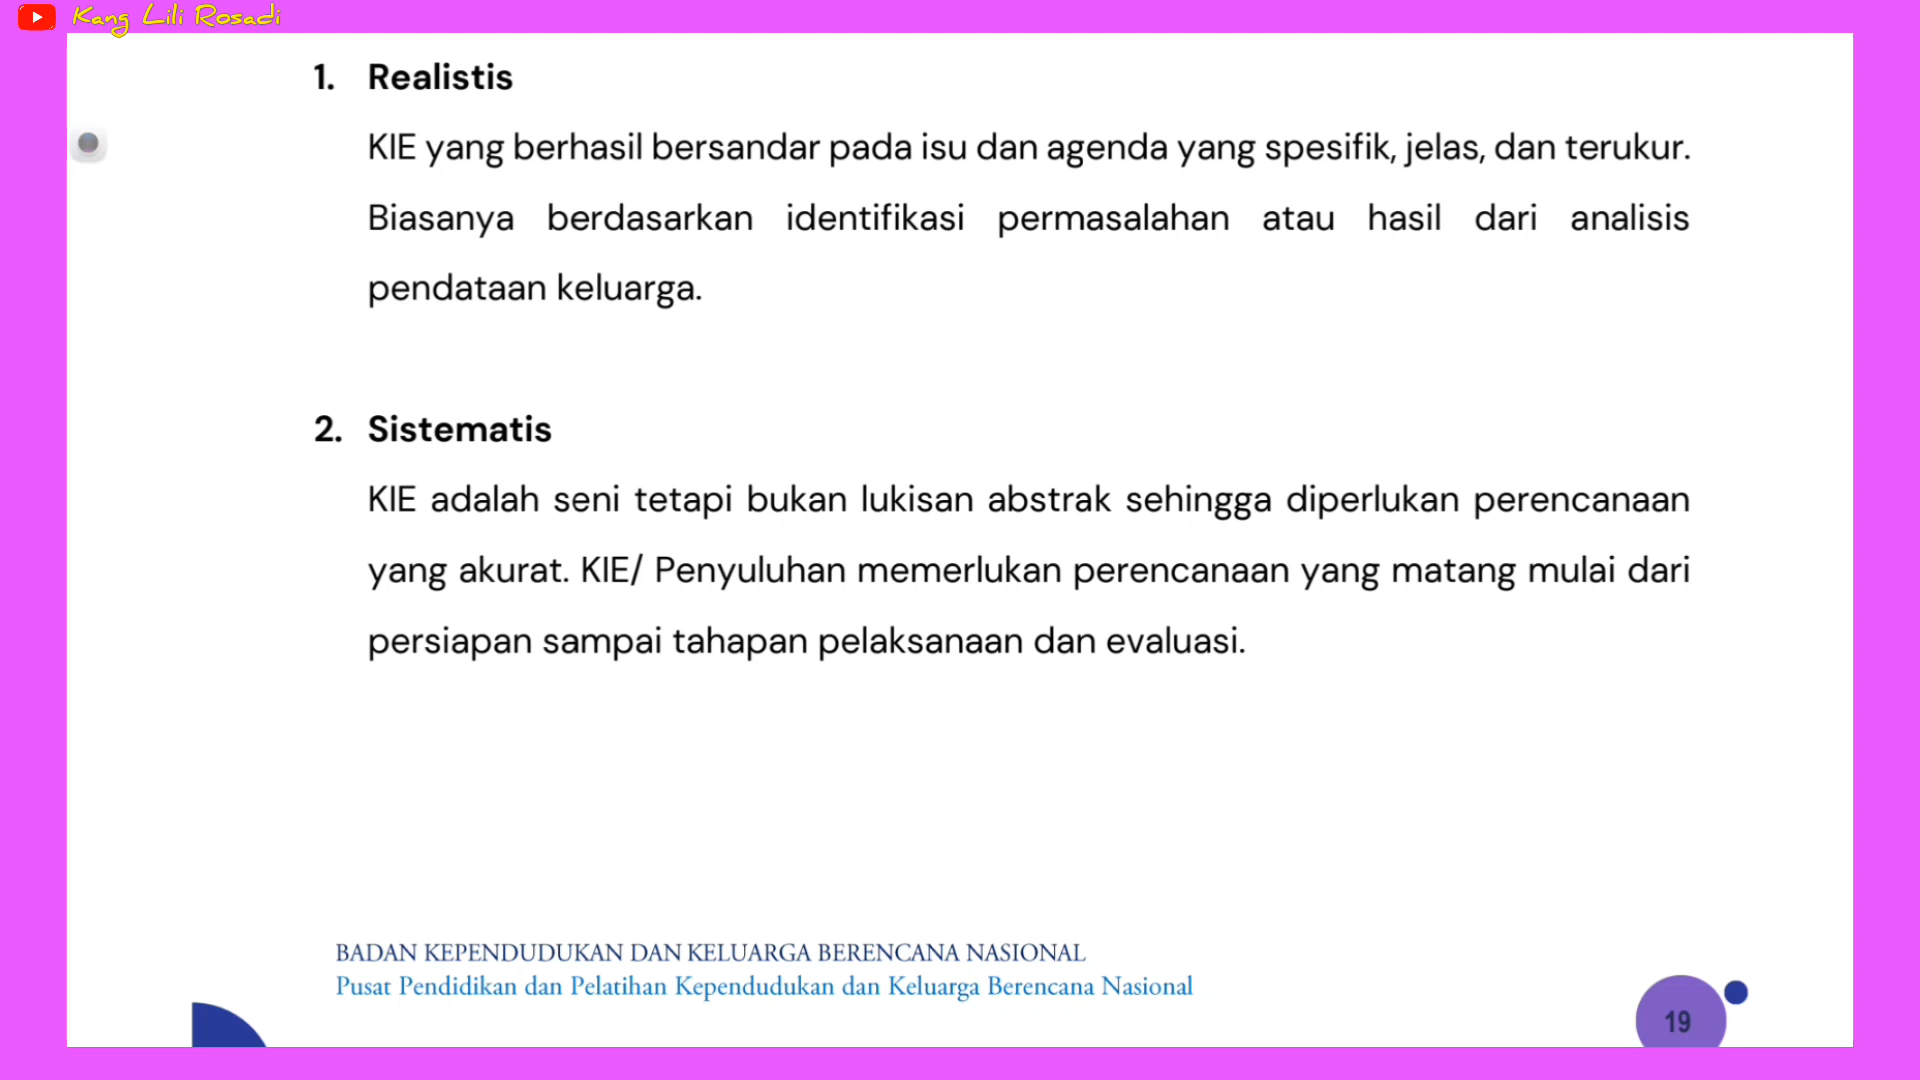 Kang Lili Rosadi
1. Realistis
KIE yang berhasil bersandar pada isu dan agenda yang spesifik, jelas, dan terukur.
Biasanya berdasarkan identifikasi permasalahan atau hasil dari analisis
pendataan keluarga.
2. Sistematis
KIE adalah seni tetapi bukan lukisan abstrak sehingga diperlukan perencanaan
yang akurat. KIE/ Penyuluhan memerlukan perencanaan yang matang mulai dari
persiapan sampai tahapan pelaksanaan dan evaluasi.
BADAN KEPENDUDUKAN DAN KELUARGA BERENCANA NASIONAL
Pusat Pendidikan dan Pelatihan Kependudukan dan Keluarga Berencana Nasional
19